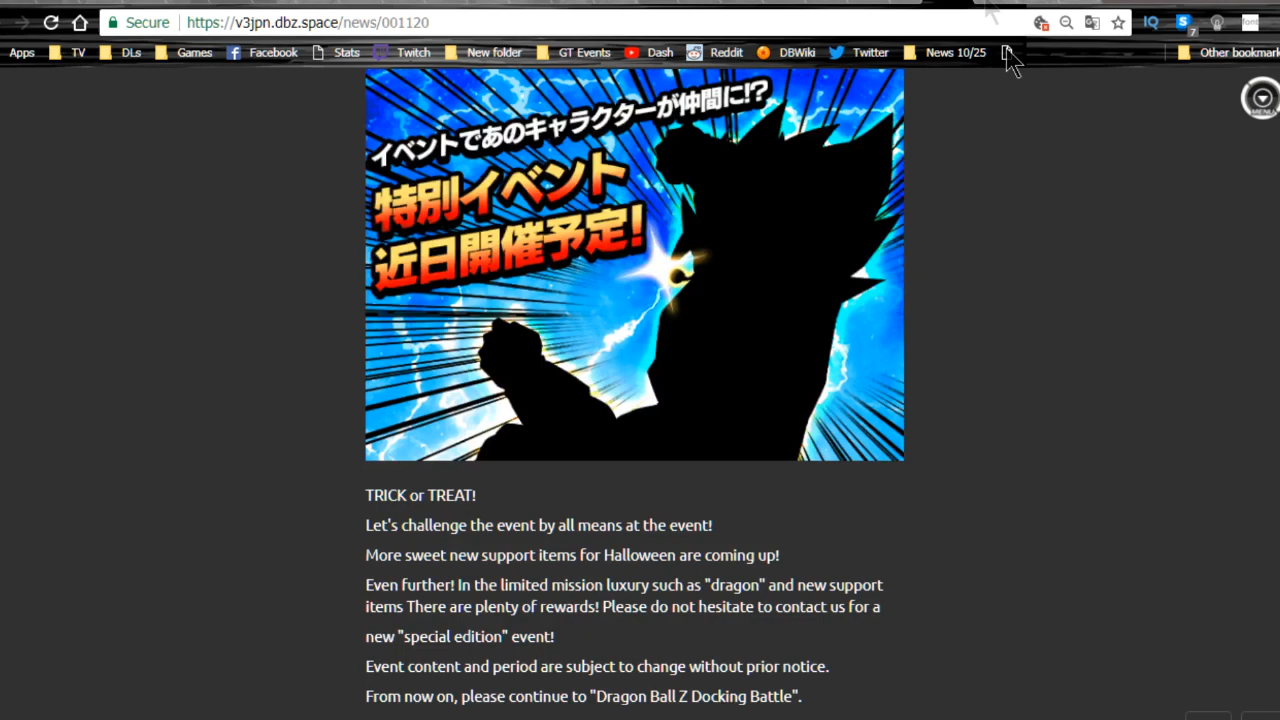 Secure https://v3jpn.dbz.space/news/001120
IQ
S
7
font
Apps TV DLs Games Facebook Stats Twitch New folder GT Events Dash Reddit DBWiki Twitter News 10/25 Other bookmark
MENU
イベントであのキャラクターが仲間に!?
特別イベント
近日開催予定!
TRICK or TREAT!
Let's challenge the event by all means at the event!
More sweet new support items for Halloween are coming up!
Even further! In the limited mission luxury such as "dragon" and new support
items There are plenty of rewards! Please do not hesitate to contact us for a
new "special edition" event!
Event content and period are subject to change without prior notice.
From now on, please continue to "Dragon Ball Z Docking Battle".